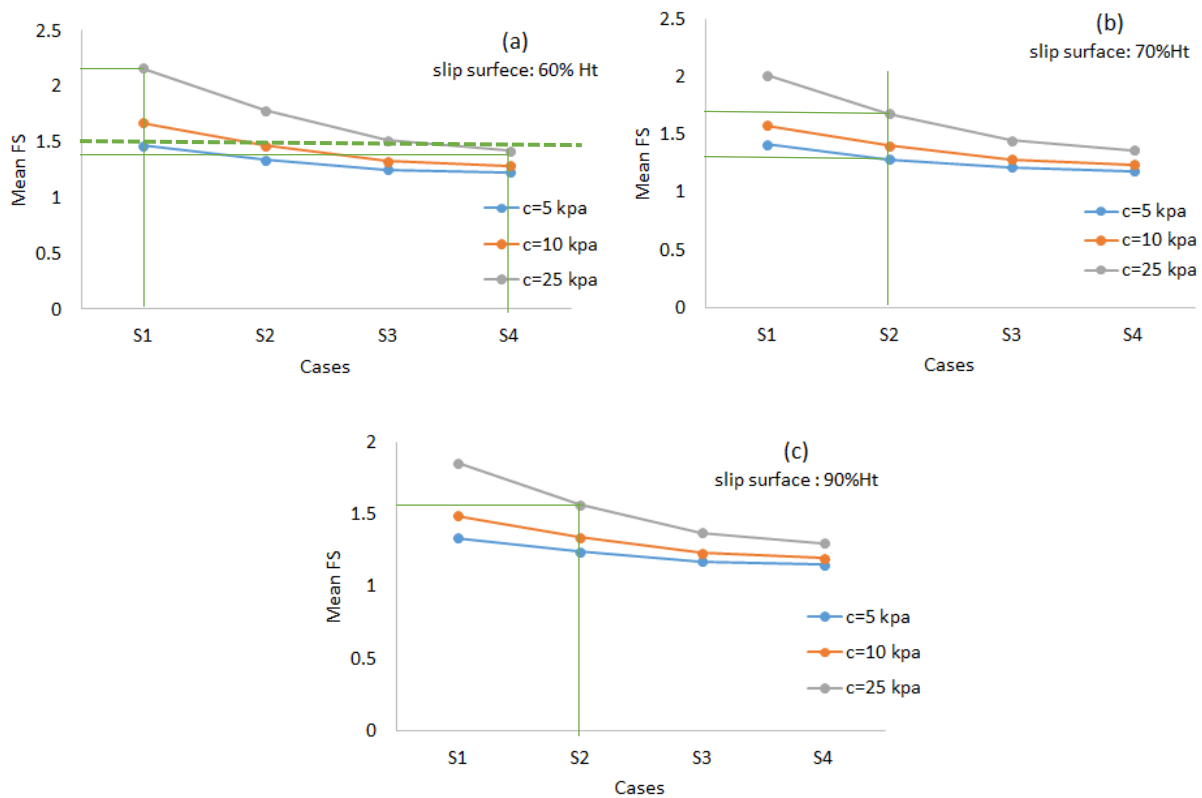 (a)
slip surfece: 60% Ht
2.5
2
1.5
1
0.5
0
Mean FS
c=5 kpa
c=10 kpa
c=25 kpa
S1 S2 S3 S4
Cases
(b)
slip surface: 70%Ht
2.5
2
1.5
1
0.5
0
Mean FS
c=5 kpa
c=10 kpa
c=25 kpa
S1 S2 S3 S4
Cases
(c)
slip surface : 90%Ht
2
1.5
1
0.5
0
Mean FS
c=5 kpa
c=10 kpa
c=25 kpa
S1 S2 S3 S4
Cases